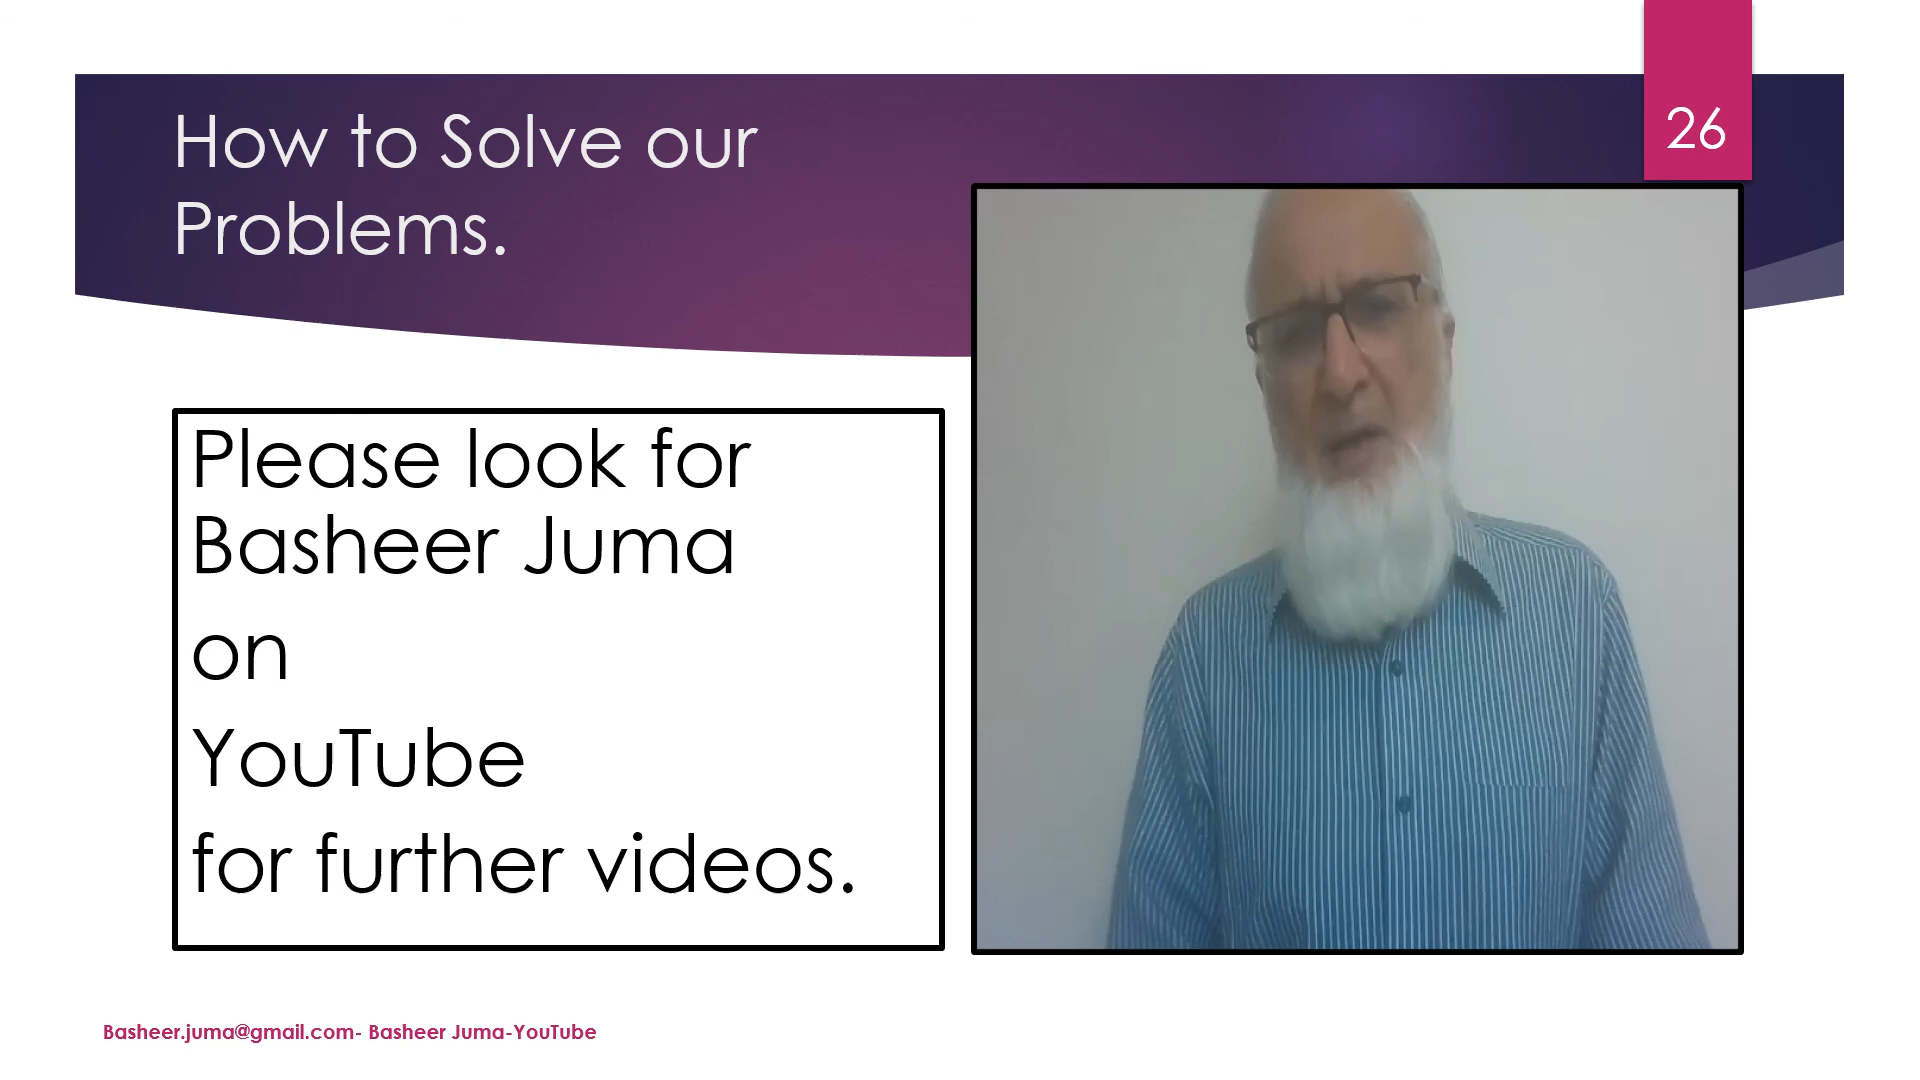 How to Solve our
Problems.
26
Please look for
Basheer Juma
on
YouTube
for further videos.
Basheer.juma@gmail.com- Basheer Juma-YouTube